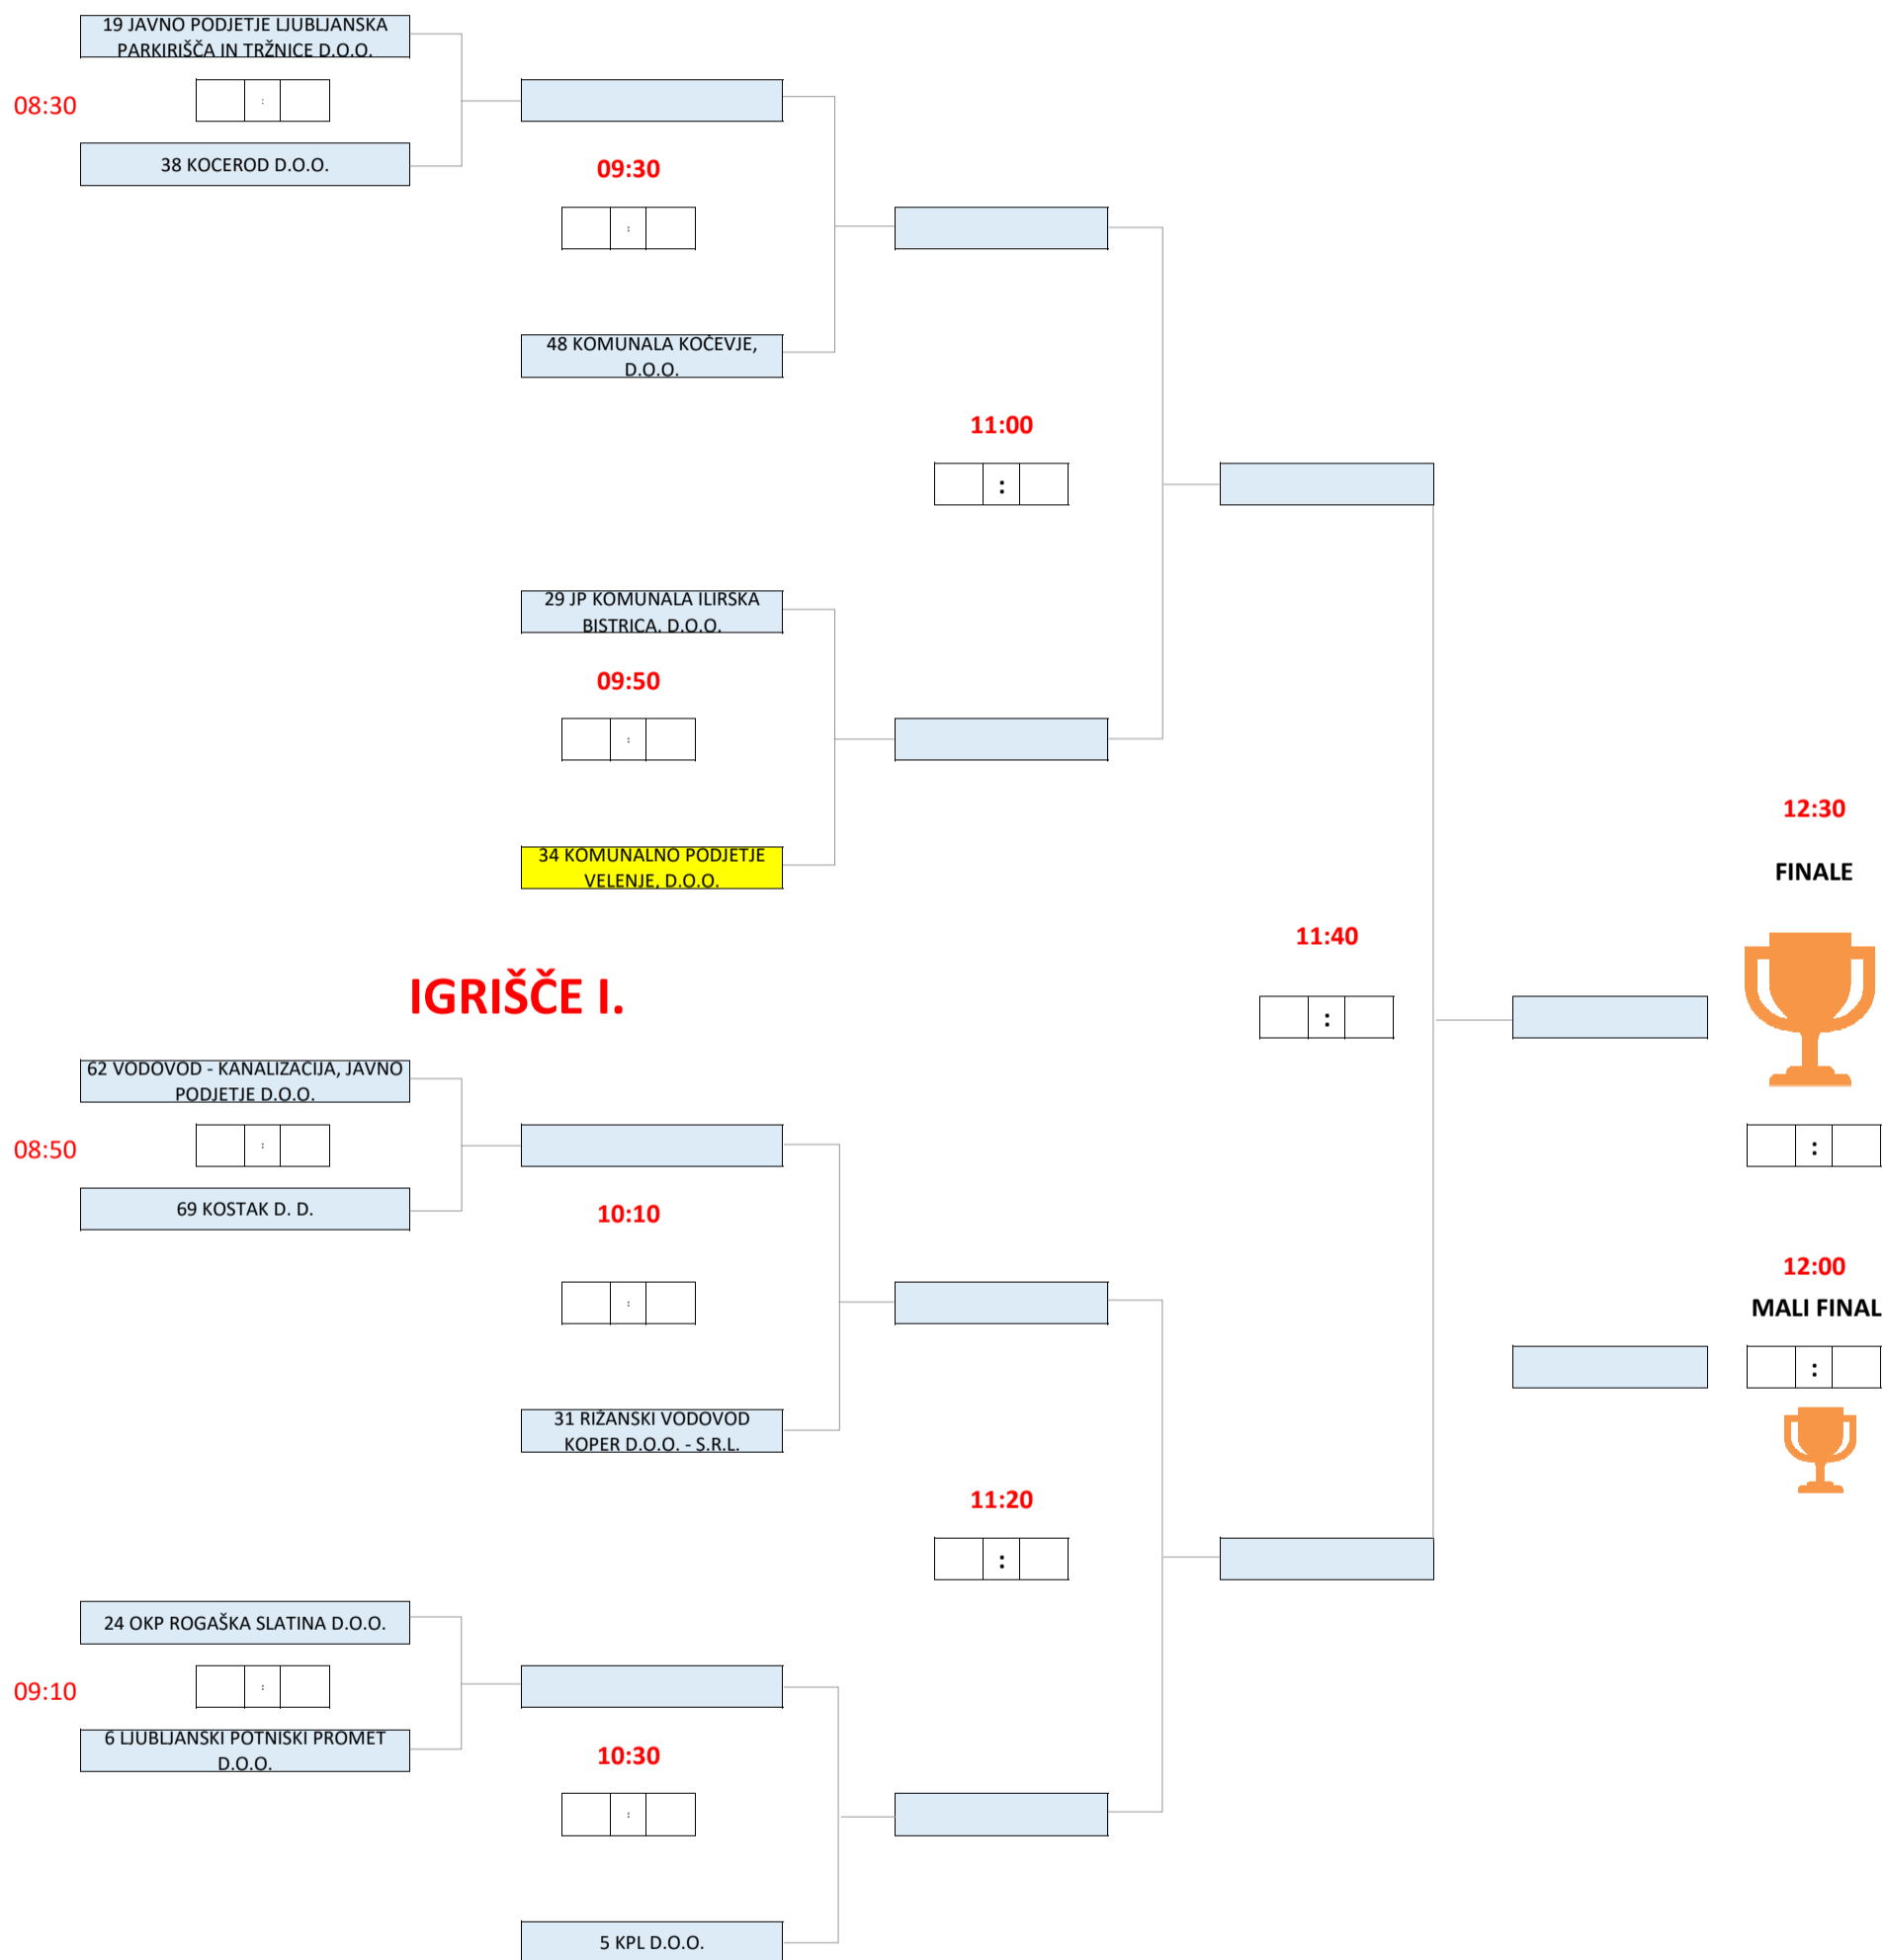 19 JAVNO PODJETJE LJUBLJANSKA
PARKIRIŠČA IN TRŽNICE D.O.O.
08:30
:
38 KOCEROD D.O.O.
09:30
:
48 KOMUNALA KOČEVJE,
D.O.O.
11:00
:
29 JP KOMUNALA ILIRSKA
BISTRICA, D.O.O.
09:50
:
34 KOMUNALNO PODJETJE
VELENJE, D.O.O.
12:30
FINALE
11:40
:
IGRIŠČE I.
62 VODOVOD - KANALIZACIJA, JAVNO
PODJETJE D.O.O.
08:50
:
:
69 KOSTAK D. D.
10:10
:
12:00
MALI FINAL
:
31 RIŽANSKI VODOVOD
KOPER D.O.O. - S.R.L.
11:20
:
24 OKP ROGAŠKA SLATINA D.O.O.
09:10
:
6 LJUBLJANSKI POTNIŠKI PROMET
D.O.O.
10:30
:
5 KPL D.O.O.